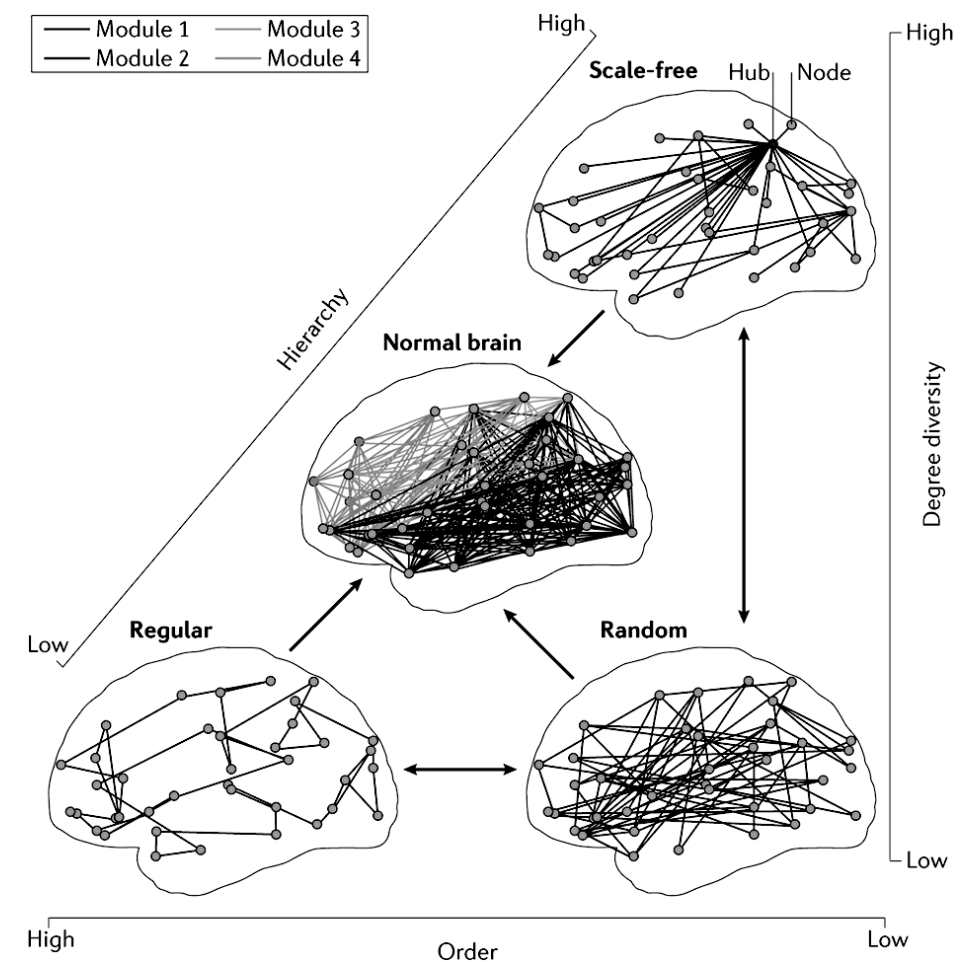 Module 1
Module 3
Module 2
Module 4
High
High
Scale-free
Hub
Node
Hierarchy
Normal brain
Degree diversity
Low
Regular
Random
Low
High
Low
Order